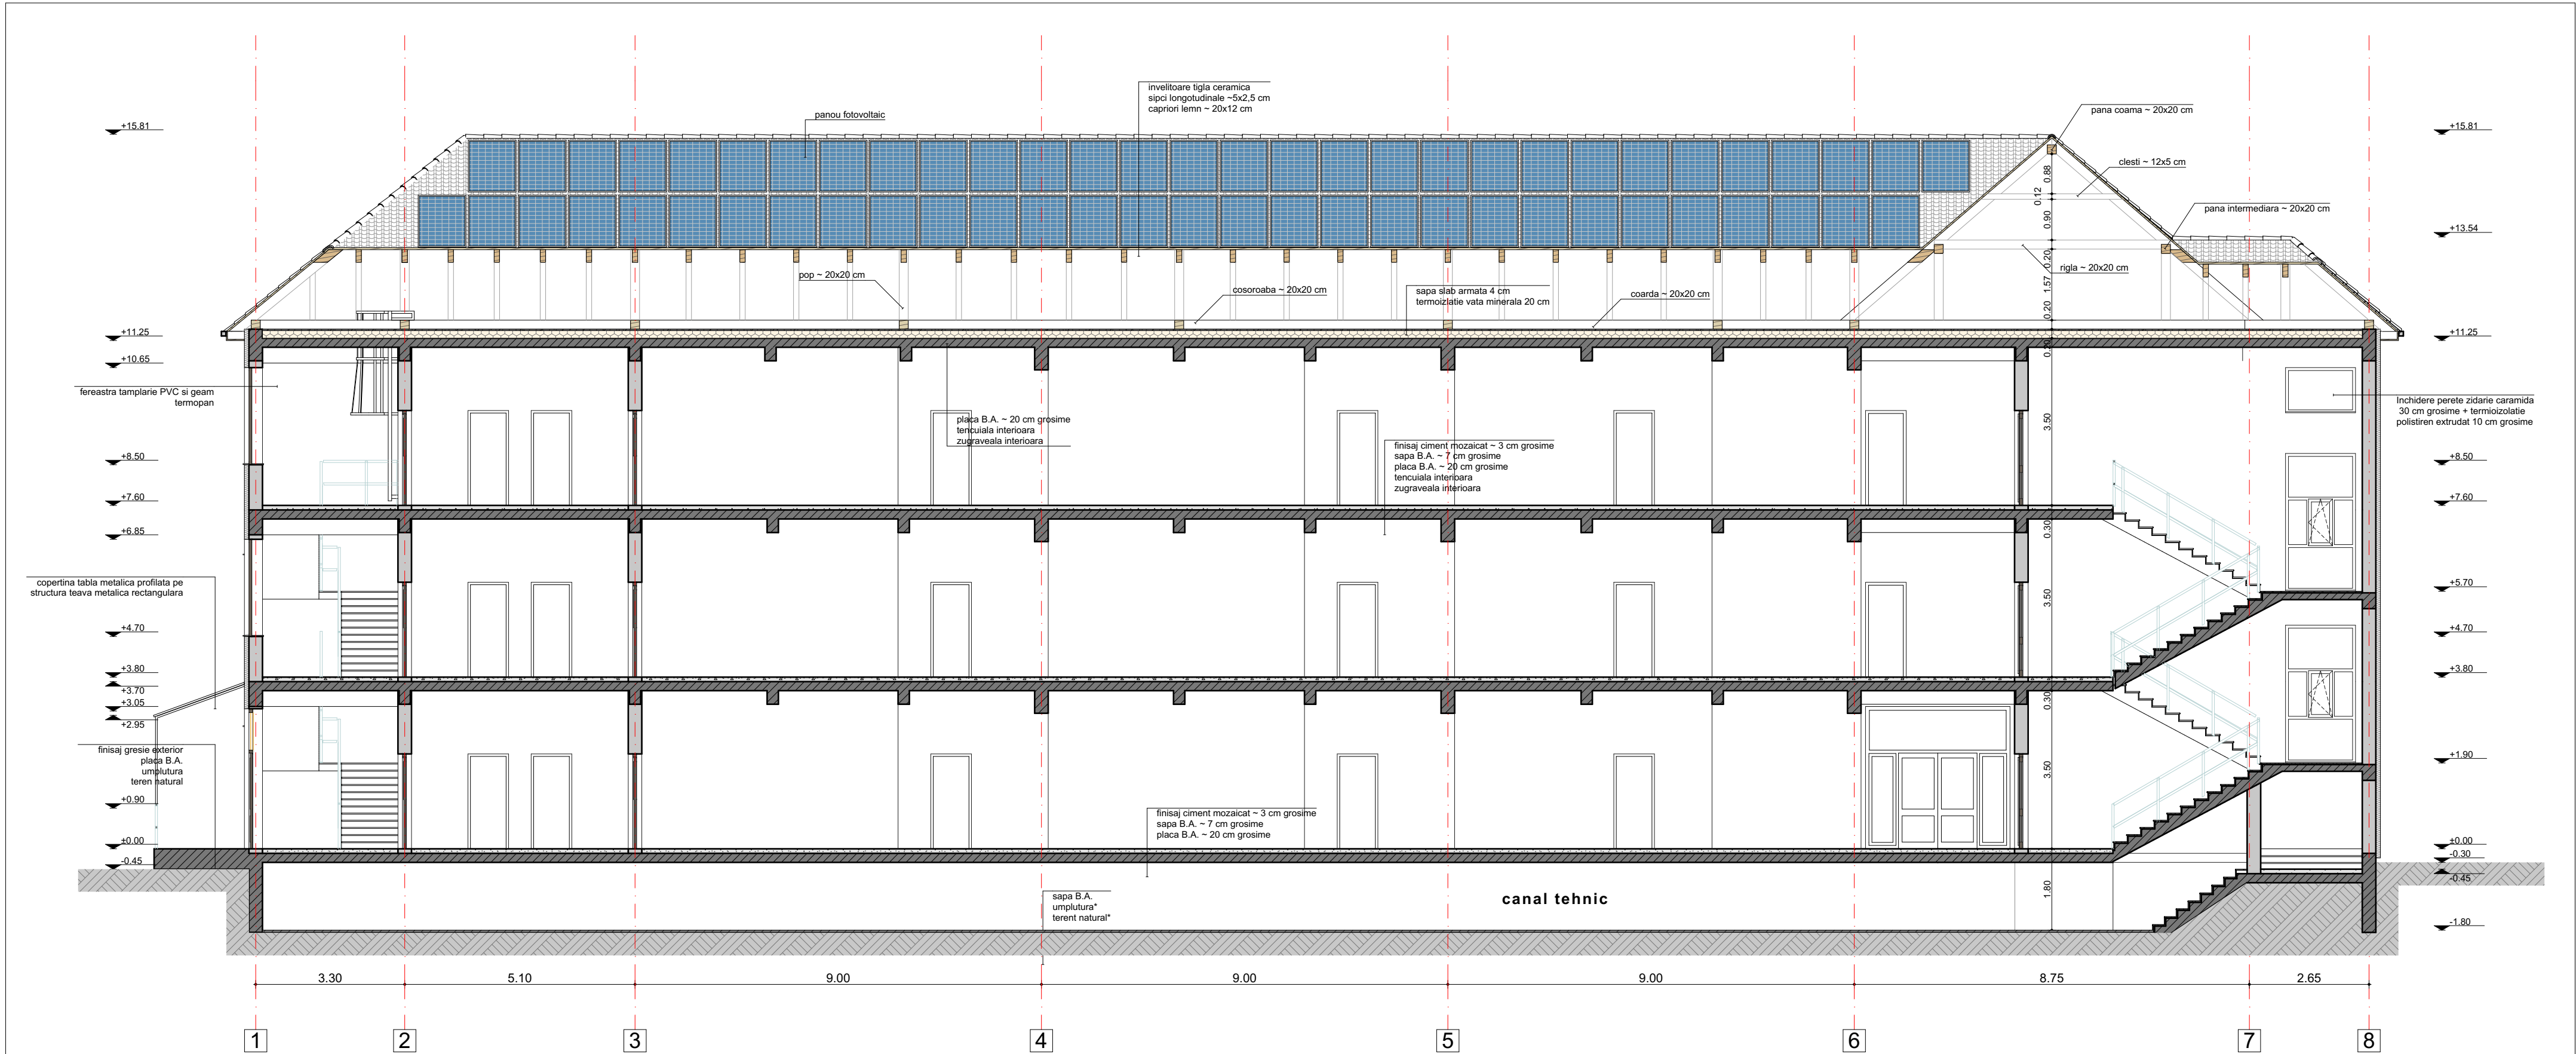 invelitoare tigla ceramica
sipci longotudinale ~5x2,5 cm
capriori lemn ~ 20x12 cm
panou fotovoltaic
pana coama ~ 20x20 cm
+15.81
+15.81
clesti ~ 12x5 cm
0.88
0.12
0.90
pana intermediara ~ 20x20 cm
+13.54
0.20
rigla ~ 20x20 cm
1.57
pop ~ 20x20 cm
cosoroaba ~ 20x20 cm
sapa slab armata 4 cm
termoizlatie vata minerala 20 cm
coarda ~ 20x20 cm
0.20
+11.25
+11.25
0.20
+10.65
fereastra tamplarie PVC si geam
termopan
Inchidere perete zidarie caramida
30 cm grosime + termioizolatie
polistiren extrudat 10 cm grosime
placa B.A. ~ 20 cm grosime
tencuiala interioara
zugraveala interioara
3.50
finisaj ciment mozaicat ~ 3 cm grosime
sapa B.A. ~ 7 cm grosime
placa B.A. ~ 20 cm grosime
tencuiala interioara
zugraveala interioara
+8.50
+8.50
+7.60
+7.60
+6.85
0.30
copertina tabla metalica profilata pe
structura teava metalica rectangulara
+5.70
3.50
+4.70
+4.70
+3.80
+3.80
+3.70
+3.05
0.30
+2.95
finisaj gresie exterior
placa B.A.
umplutura
teren natural
+1.90
3.50
+0.90
finisaj ciment mozaicat ~ 3 cm grosime
sapa B.A. ~ 7 cm grosime
placa B.A. ~ 20 cm grosime
±0.00
±0.00
-0.30
-0.45
-0.45
sapa B.A.
umplutura*
terent natural*
canal tehnic
1.80
-1.80
3.30
5.10
9.00
9.00
9.00
8.75
2.65
1
2
3
4
5
6
7
8